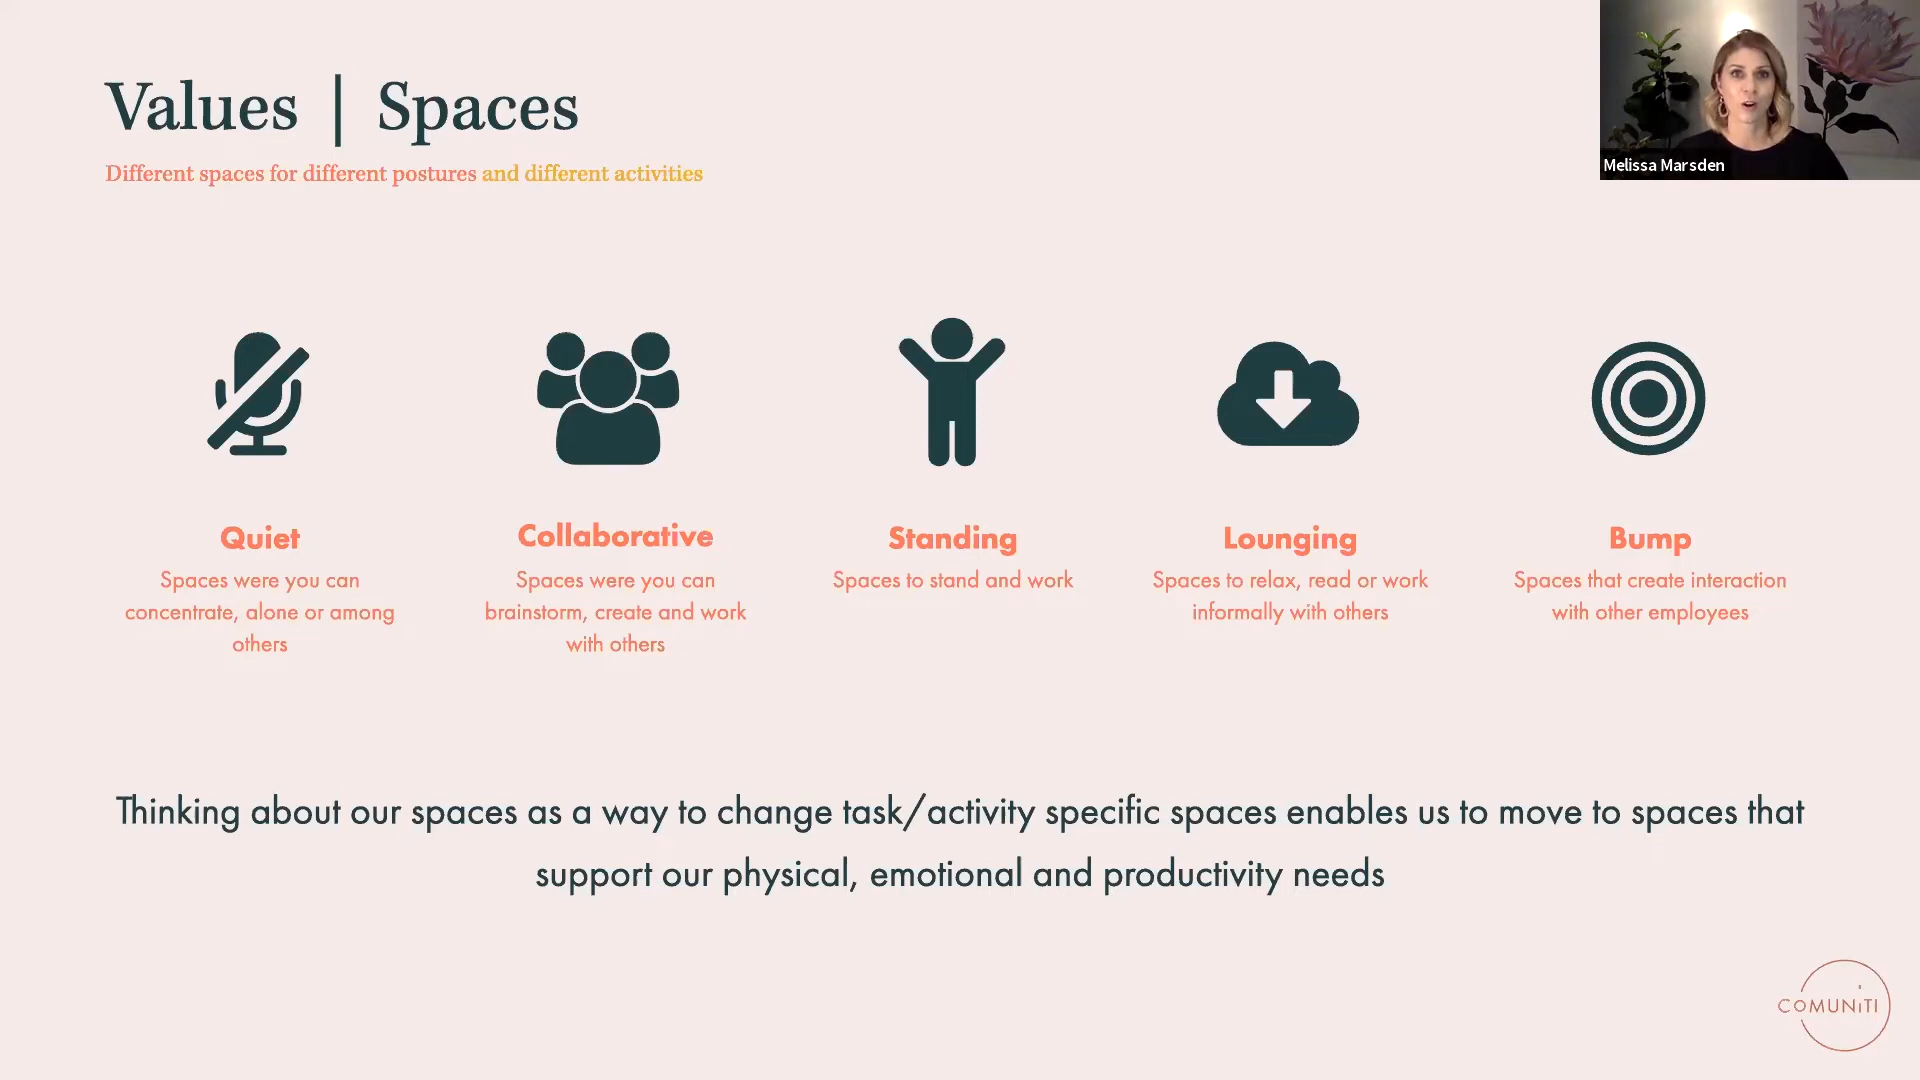 Values | Spaces
Different spaces for different postures and different activities
Melissa Marsden
Quiet
Spaces were you can
concentrate, alone or among
others
Collaborative
Spaces were you can
brainstorm, create and work
with others
Standing
Spaces to stand and work
Lounging
Spaces to relax, read or work
informally with others
Bump
Spaces that create interaction
with other employees
Thinking about our spaces as a way to change task/activity specific spaces enables us to move to spaces that
support our physical, emotional and productivity needs
COMUNiTI